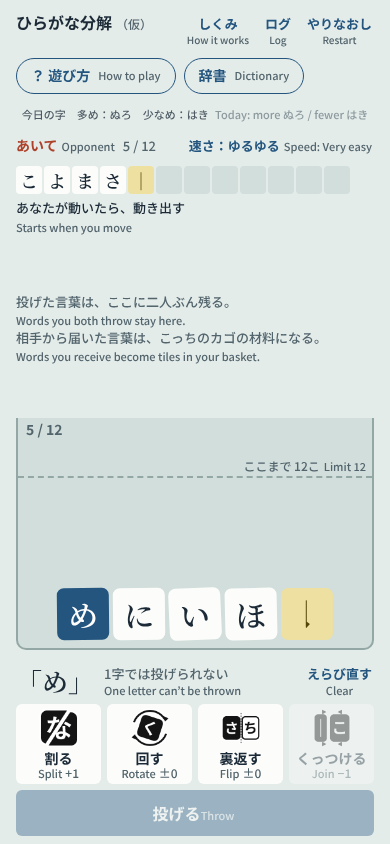 ひらがな分解 （仮） しくみ ログ やりなおし
How it works Log Restart
？ 遊び方 How to play 辞書 Dictionary
今日の字 多め：ぬろ 少なめ：はき Today: more ぬろ / fewer はき
あいて Opponent 5 / 12 速さ：ゆるゆる Speed: Very easy
こ よ ま さ
あなたが動いたら、動き出す
Starts when you move
投げた言葉は、ここに二人ぶん残る。
Words you both throw stay here.
相手から届いた言葉は、こっちのカゴの材料になる。
Words you receive become tiles in your basket.
5 / 12
ここまで 12こ Limit 12
め に い ほ
「め」 1字では投げられない えらび直す
One letter can’t be thrown Clear
な く さ ち に こ
割る 回す 裏返す くっつける
Split +1 Rotate ±0 Flip ±0 Join −1
投げる Throw